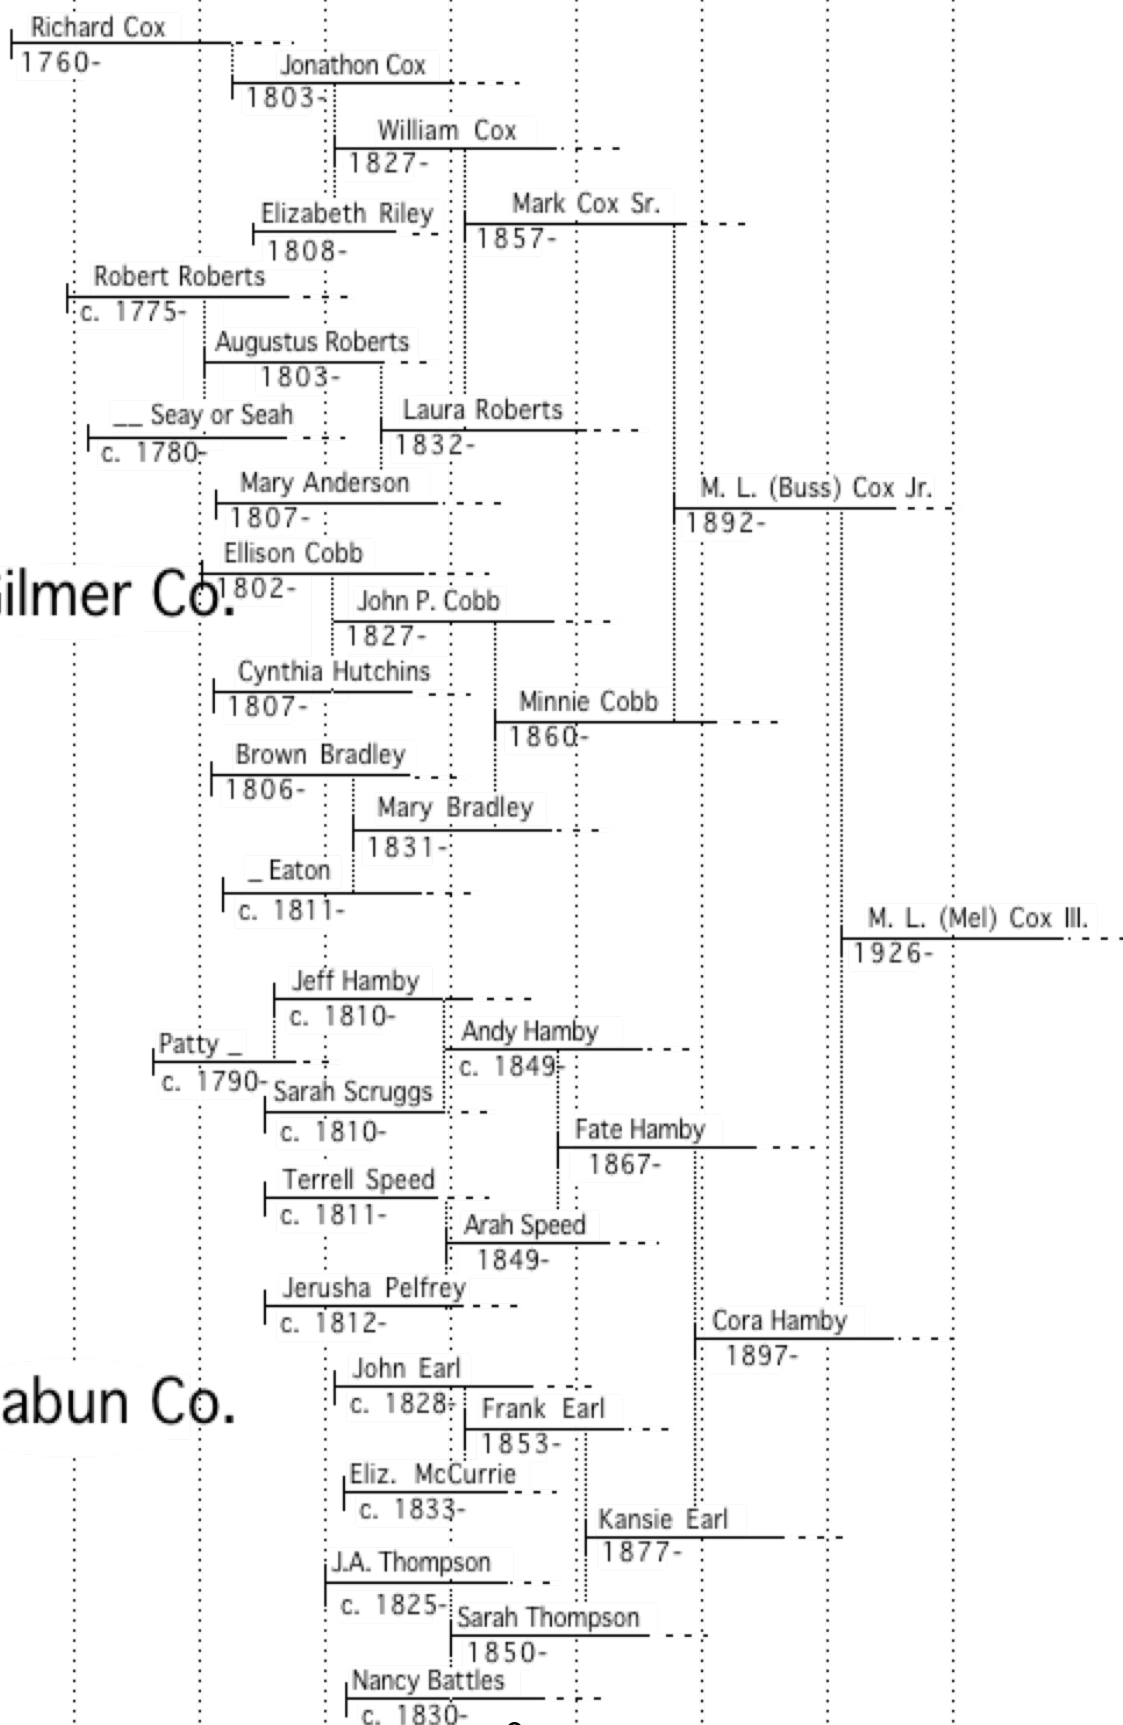 Richard Cox
1760-
Jonathon Cox
1803-
William Cox
1827-
Mark Cox Sr.
Elizabeth Riley
1857-
1808-
Robert Roberts
c. 1775-
Augustus Roberts
1803-
__ Seay or Seah
Laura Roberts
c. 1780-
1832-
Mary Anderson
M. L. (Buss) Cox Jr.
1807-
1892-
Ellison Cobb
1802-
ilmer Co.
John P. Cobb
1827-
Cynthia Hutchins
1807-
Minnie Cobb
1860-
Brown Bradley
1806-
Mary Bradley
1831-
_ Eaton
c. 1811-
M. L. (Mel) Cox III.
1926-
Jeff Hamby
c. 1810-
Andy Hamby
Patty _
c. 1849-
c. 1790-
Sarah Scruggs
c. 1810-
Fate Hamby
1867-
Terrell Speed
c. 1811-
Arah Speed
1849-
Jerusha Pelfrey
c. 1812-
Cora Hamby
1897-
John Earl
c. 1828-
abun Co.
Frank Earl
1853-
Eliz. McCurrie
c. 1833-
Kansie Earl
1877-
J.A. Thompson
c. 1825-
Sarah Thompson
1850-
Nancy Battles
c. 1830-